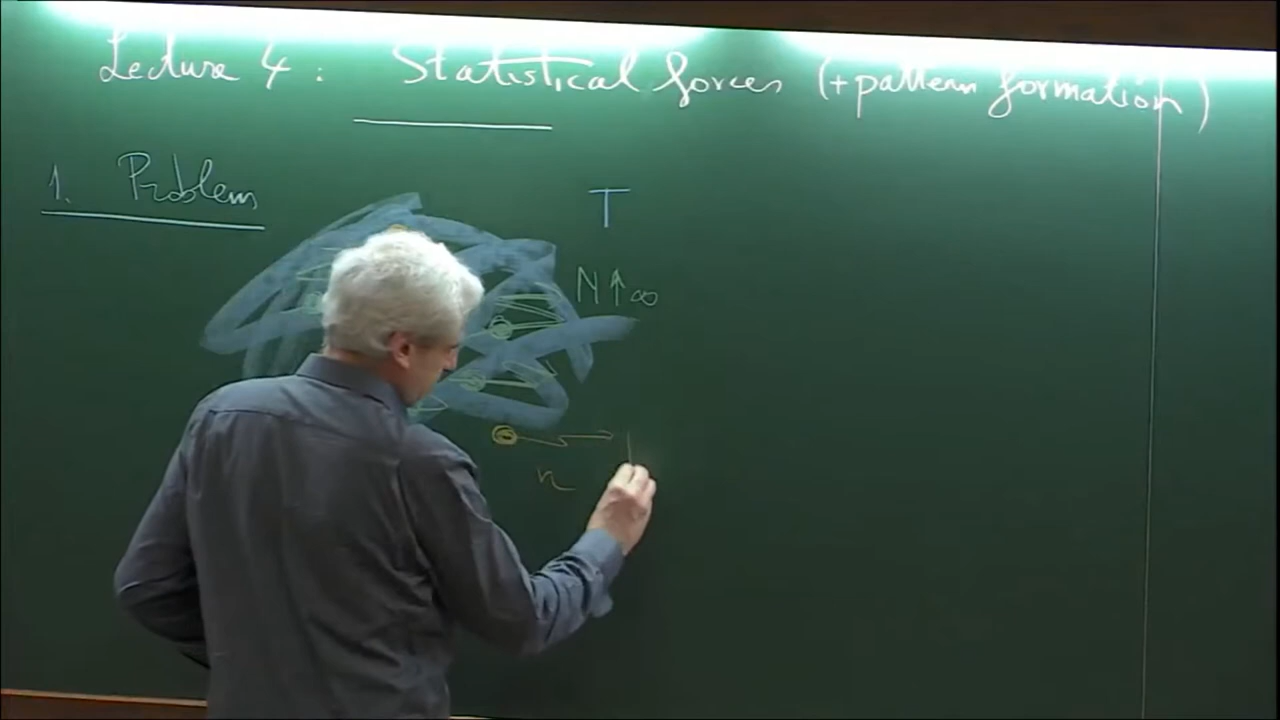 Lecture 4 : Statistical forces (+ pattern formation)
1. Problem
T
N ↑ ∞